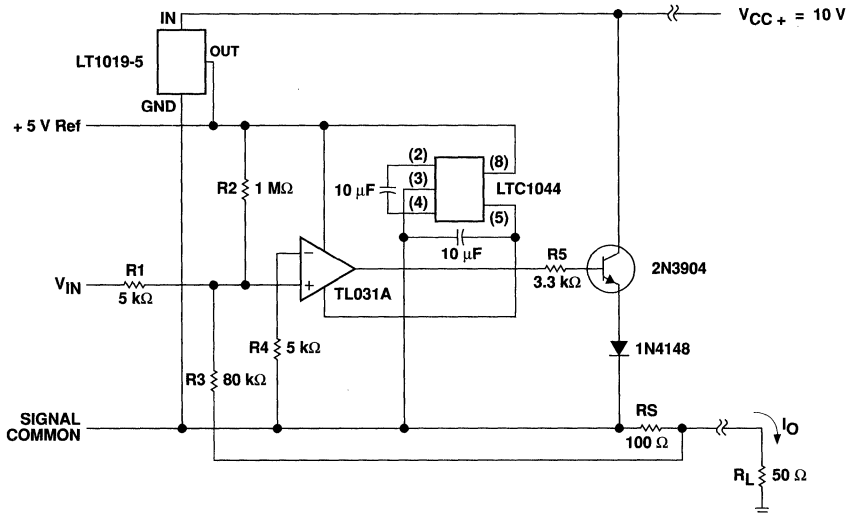 IN
V_CC+ = 10 V
LT1019-5
OUT
GND
+ 5 V Ref
(2)
(8)
R2
1 MΩ
10 μF
(3)
LTC1044
(4)
(5)
10 μF
R5
2N3904
R1
−
V_IN
5 kΩ
+
TL031A
3.3 kΩ
R4
5 kΩ
1N4148
R3
80 kΩ
SIGNAL
COMMON
RS
100 Ω
I_O
R_L
50 Ω